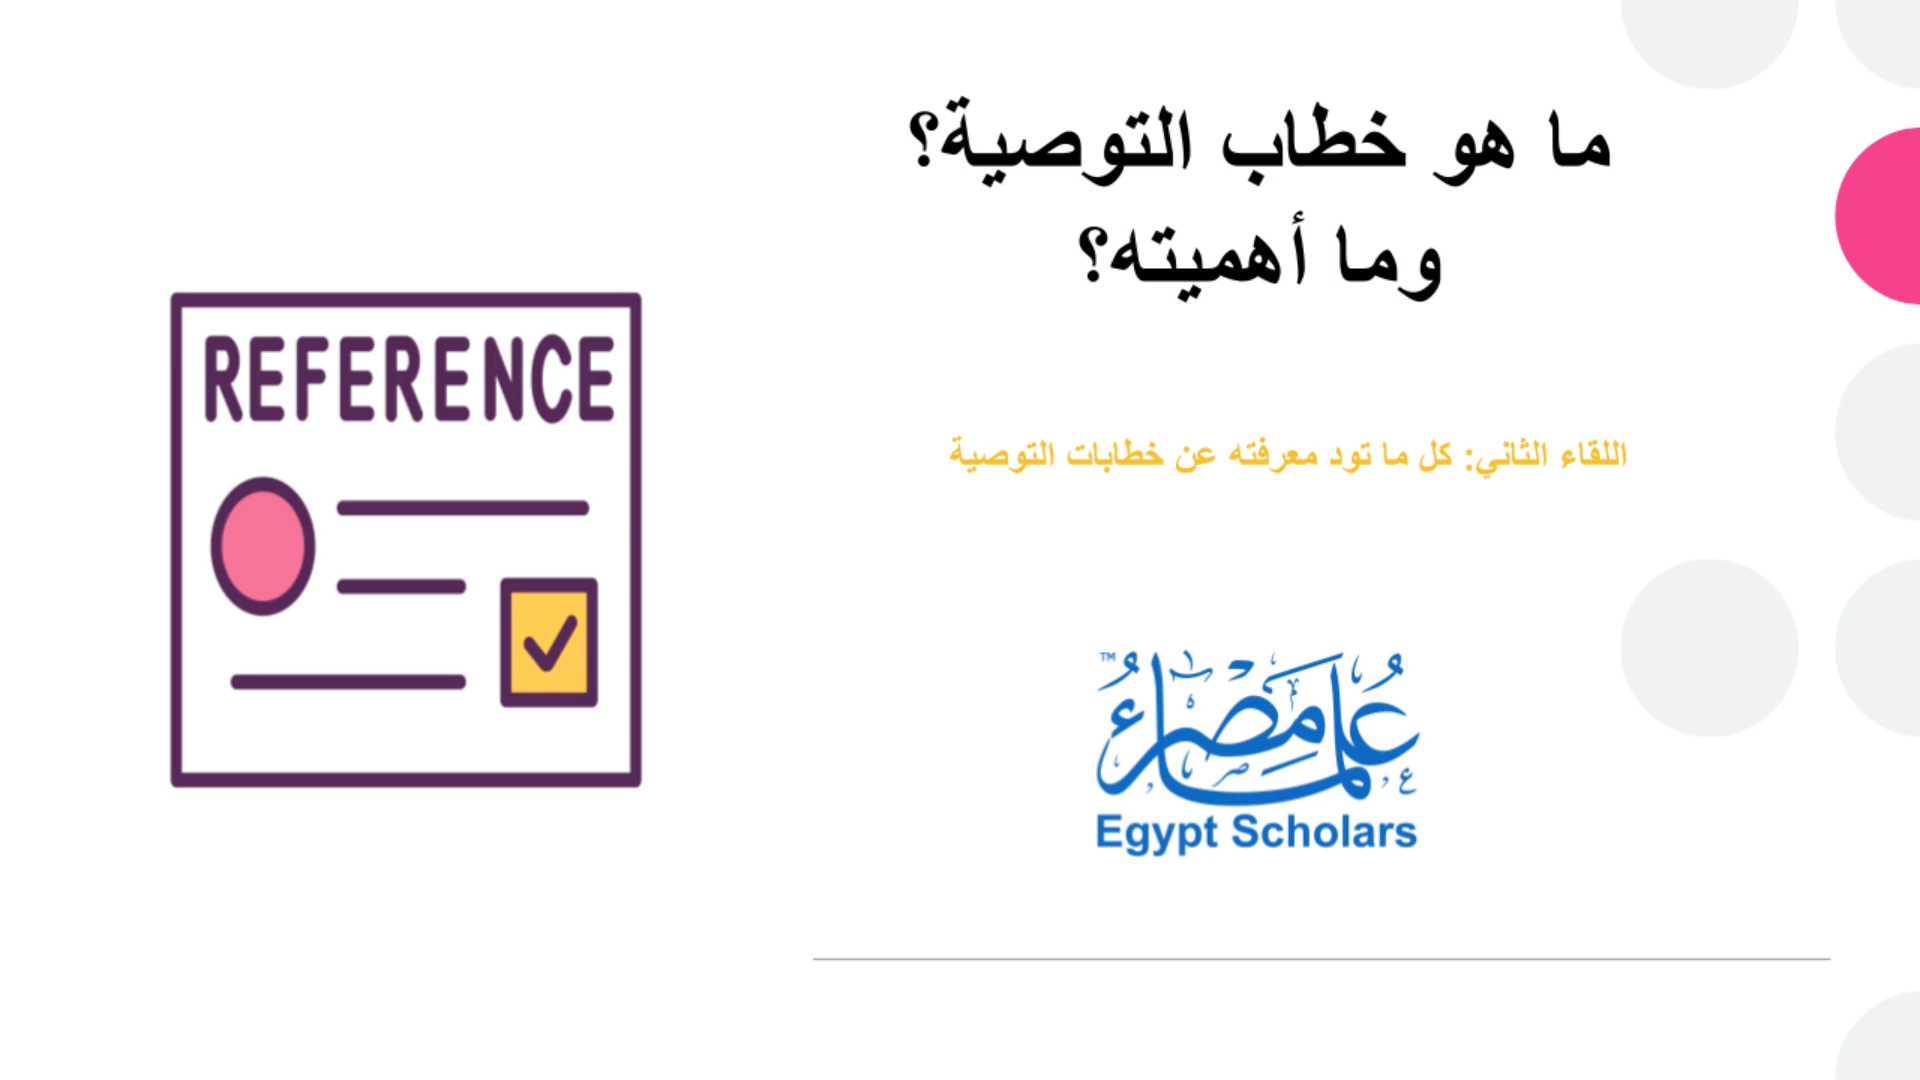 ما هو خطاب التوصية؟
وما أهميته؟
اللقاء الثاني: كل ما تود معرفته عن خطابات التوصية
REFERENCE
علماء مصر
TM
Egypt Scholars